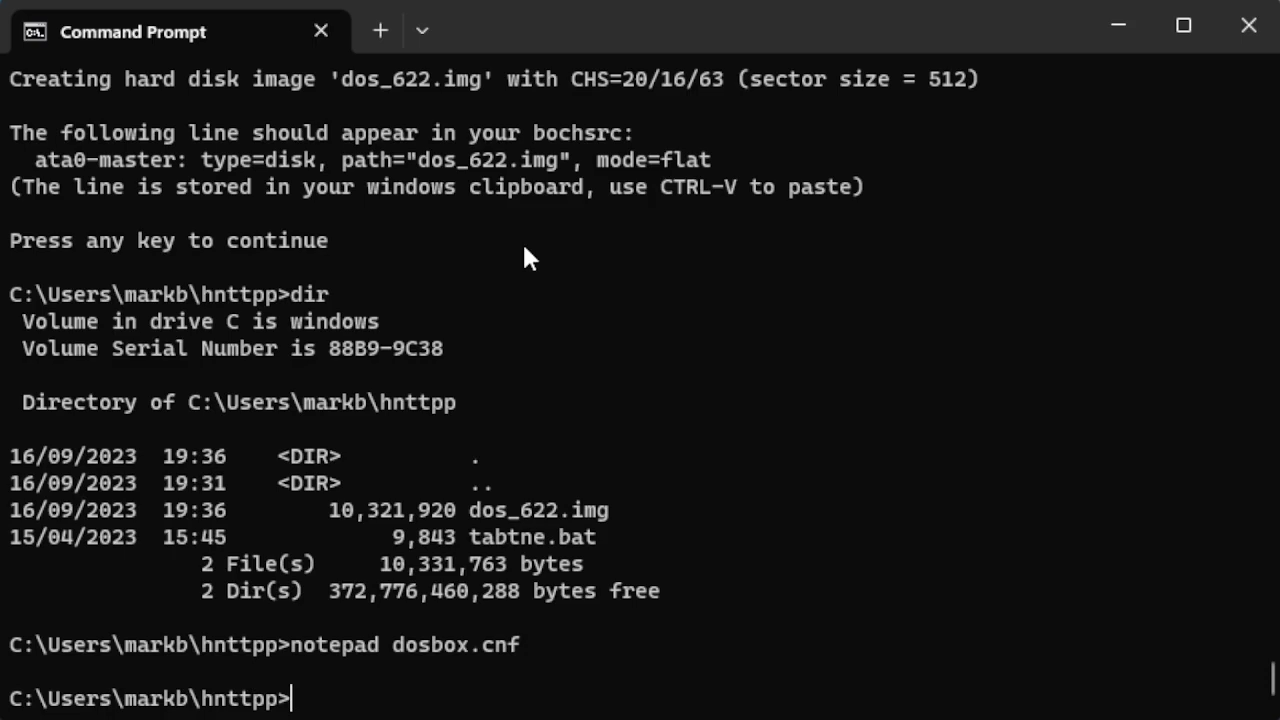 Command Prompt
Creating hard disk image 'dos_622.img' with CHS=20/16/63 (sector size = 512)
The following line should appear in your bochsrc:
  ata0-master: type=disk, path="dos_622.img", mode=flat
(The line is stored in your windows clipboard, use CTRL-V to paste)
Press any key to continue
C:\Users\markb\hnttpp>dir
 Volume in drive C is windows
 Volume Serial Number is 88B9-9C38
 Directory of C:\Users\markb\hnttpp
16/09/2023  19:36    <DIR>          .
16/09/2023  19:31    <DIR>          ..
16/09/2023  19:36        10,321,920 dos_622.img
15/04/2023  15:45             9,843 tabtne.bat
               2 File(s)     10,331,763 bytes
               2 Dir(s)  372,776,460,288 bytes free
C:\Users\markb\hnttpp>notepad dosbox.cnf
C:\Users\markb\hnttpp>